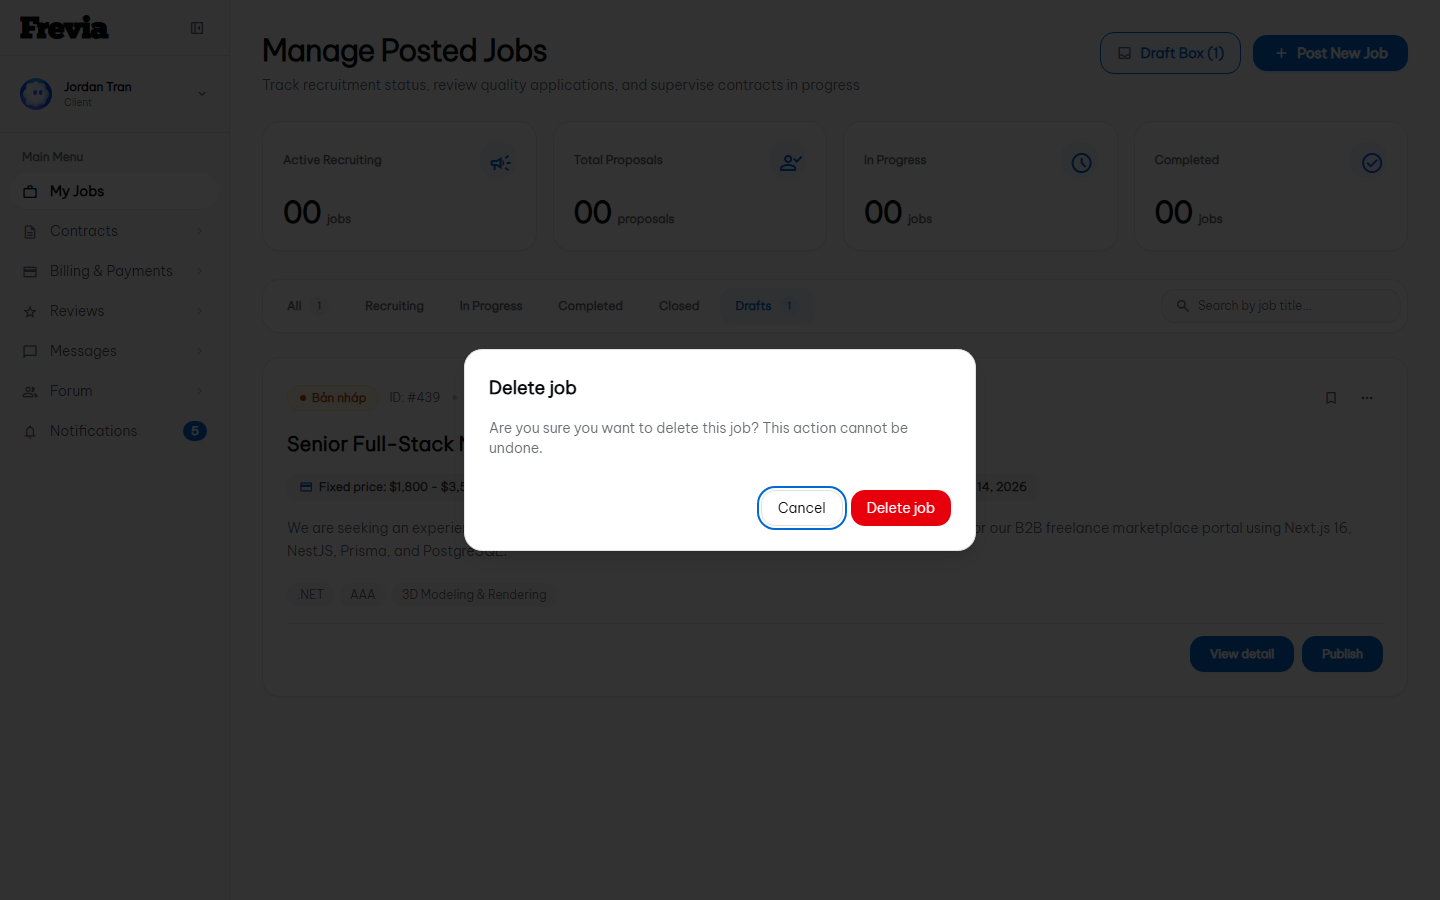 Frevia
Jordan Tran
Client
Main Menu
My Jobs
Contracts
Billing & Payments
Reviews
Messages
Forum
Notifications 5
Manage Posted Jobs
Track recruitment status, review quality applications, and supervise contracts in progress
Draft Box (1)
+ Post New Job
Active Recruiting
00 jobs
Total Proposals
00 proposals
In Progress
00 jobs
Completed
00 jobs
All 1 Recruiting In Progress Completed Closed Drafts 1
Search by job title...
Bản nháp ID: #439
Senior Full-Stack
Fixed price: $1,800 - $3,5
14, 2026
We are seeking an experie
or our B2B freelance marketplace portal using Next.js 16,
NestJS, Prisma, and PostgreSQL.
.NET AAA 3D Modeling & Rendering
View detail Publish
Delete job
Are you sure you want to delete this job? This action cannot be
undone.
Cancel Delete job